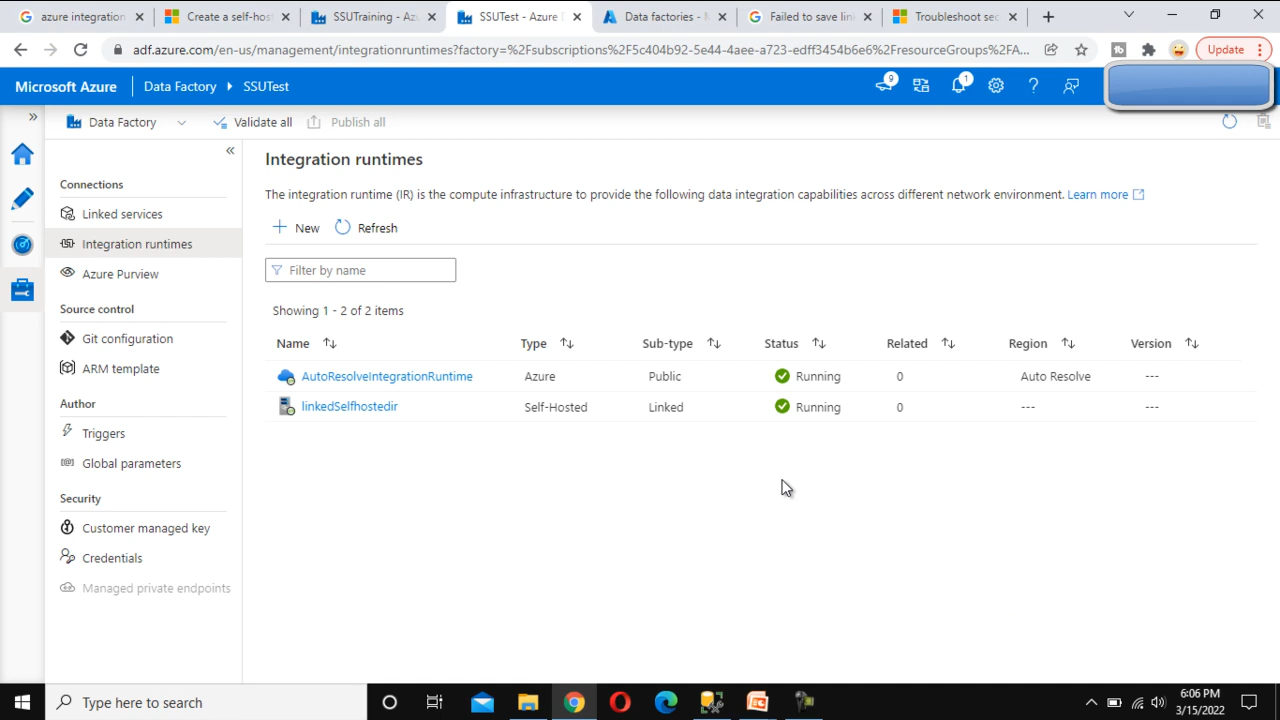 azure integration
Create a self-hos
SSUTraining - Az
SSUTest - Azure D
Data factories - M
Failed to save lin
Troubleshoot sec
adf.azure.com/en-us/management/integrationruntimes?factory=%2Fsubscriptions%2F5c404b92-5e44-4aee-a723-edff3454b6e6%2FresourceGroups%2FA...
Update
Microsoft Azure
Data Factory
SSUTest
9
1
Data Factory
Validate all
Publish all
Connections
Linked services
Integration runtimes
Azure Purview
Source control
Git configuration
ARM template
Author
Triggers
Global parameters
Security
Customer managed key
Credentials
Managed private endpoints
Integration runtimes
The integration runtime (IR) is the compute infrastructure to provide the following data integration capabilities across different network environment. Learn more
New
Refresh
Filter by name
Showing 1 - 2 of 2 items
Name Type Sub-type Status Related Region Version
AutoResolveIntegrationRuntime Azure Public Running 0 Auto Resolve ---
linkedSelfhostedir Self-Hosted Linked Running 0 --- ---
Type here to search
6:06 PM
3/15/2022